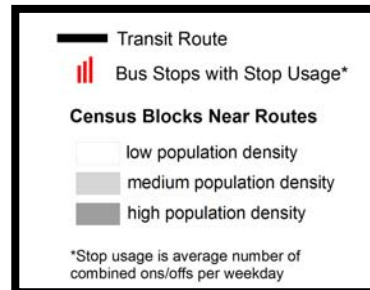 Transit Route
Bus Stops with Stop Usage*
Census Blocks Near Routes
low population density
medium population density
high population density
*Stop usage is average number of
combined ons/offs per weekday